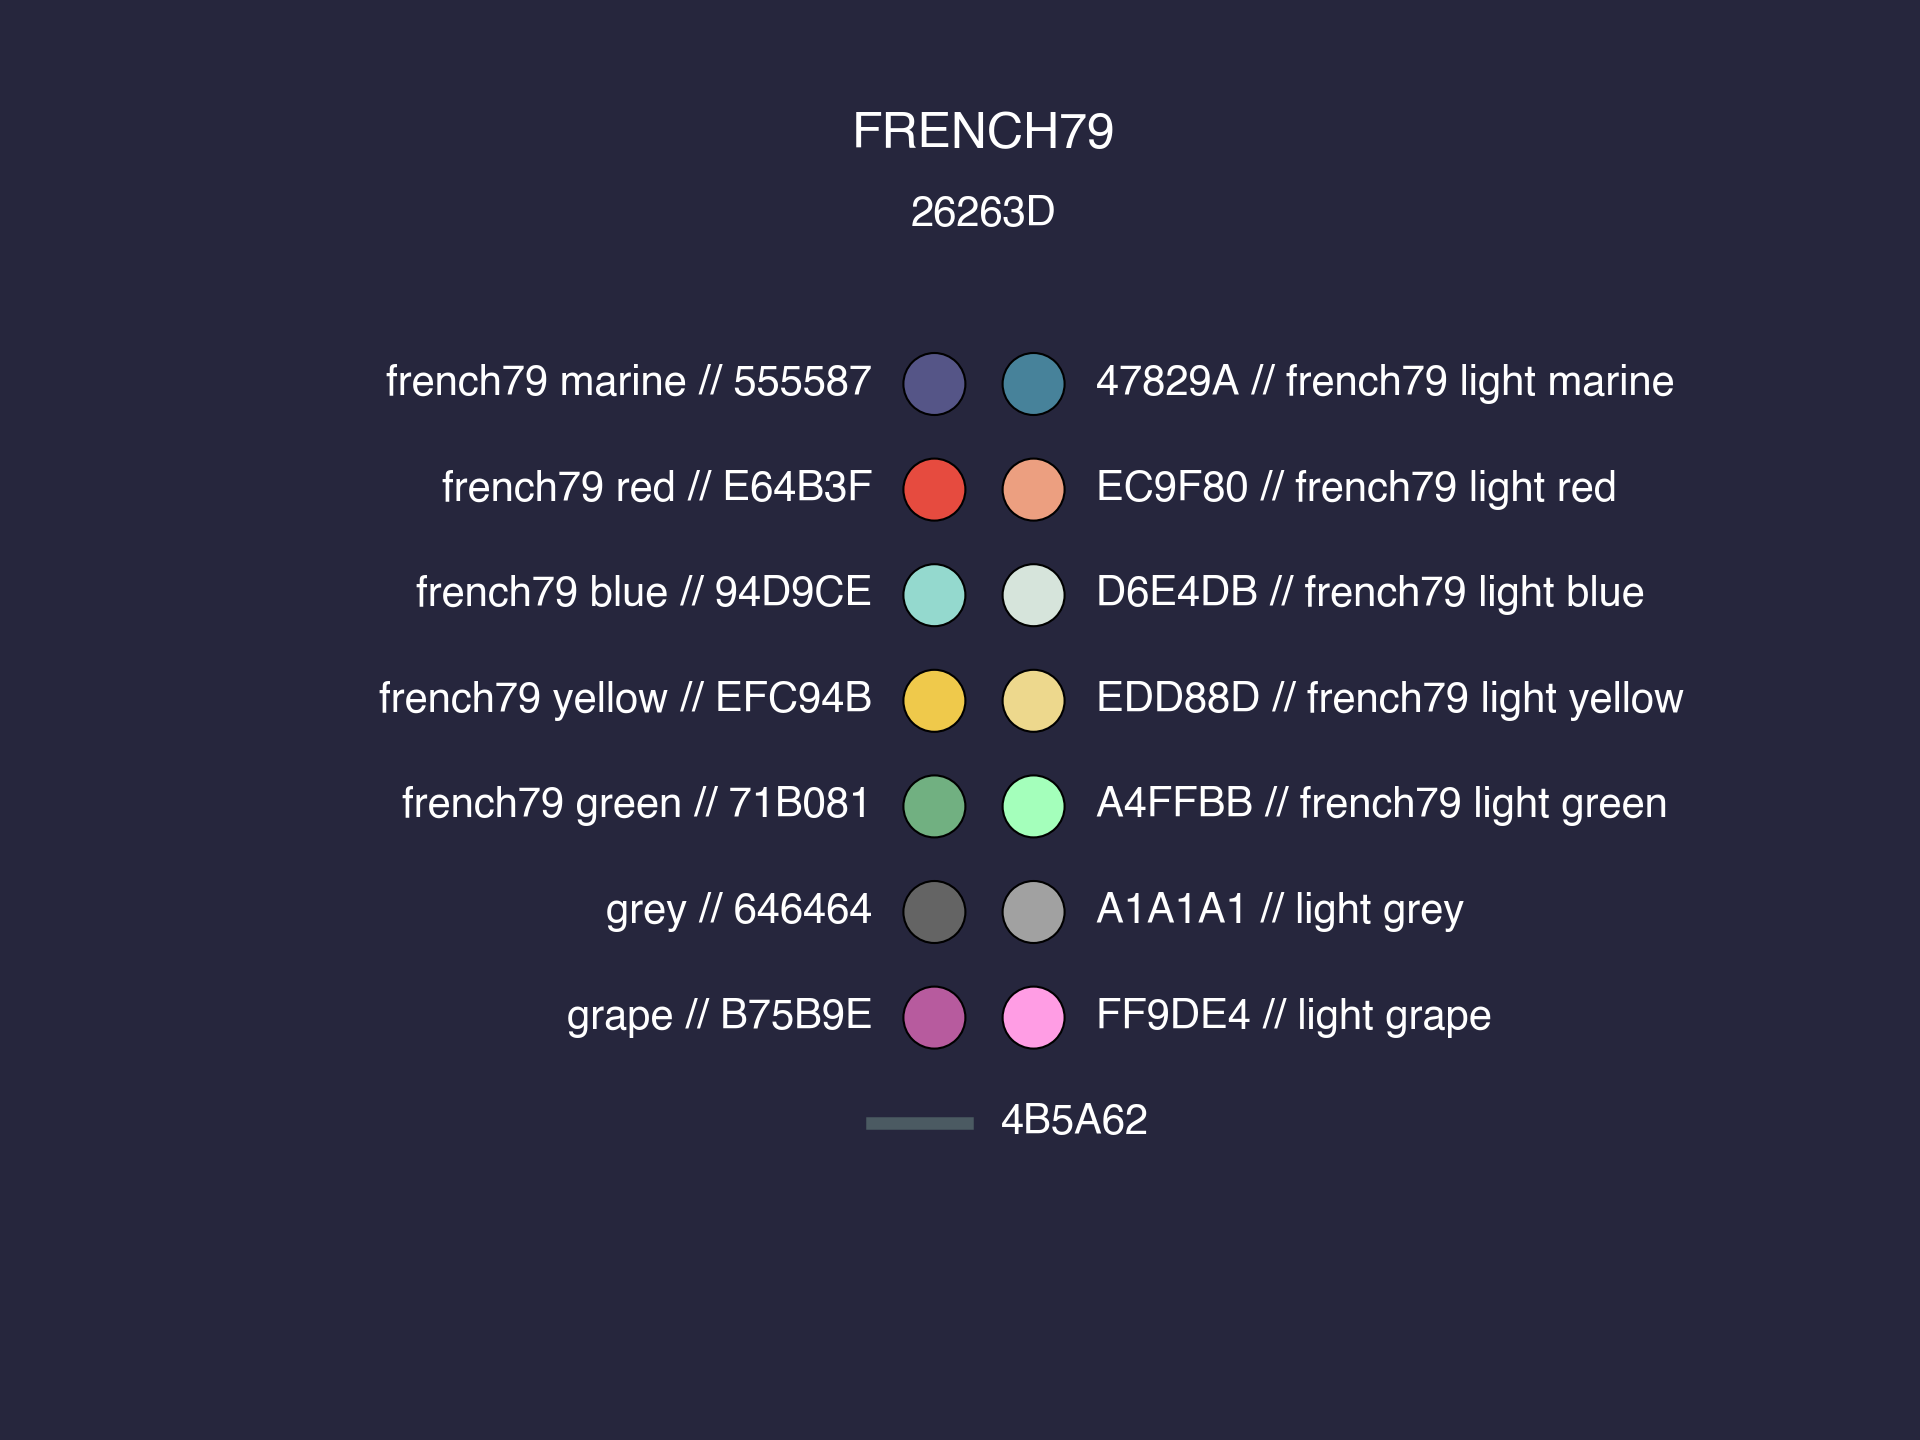 FRENCH79
26263D
french79 marine // 555587 47829A // french79 light marine
french79 red // E64B3F EC9F80 // french79 light red
french79 blue // 94D9CE D6E4DB // french79 light blue
french79 yellow // EFC94B EDD88D // french79 light yellow
french79 green // 71B081 A4FFBB // french79 light green
grey // 646464 A1A1A1 // light grey
grape // B75B9E FF9DE4 // light grape
4B5A62